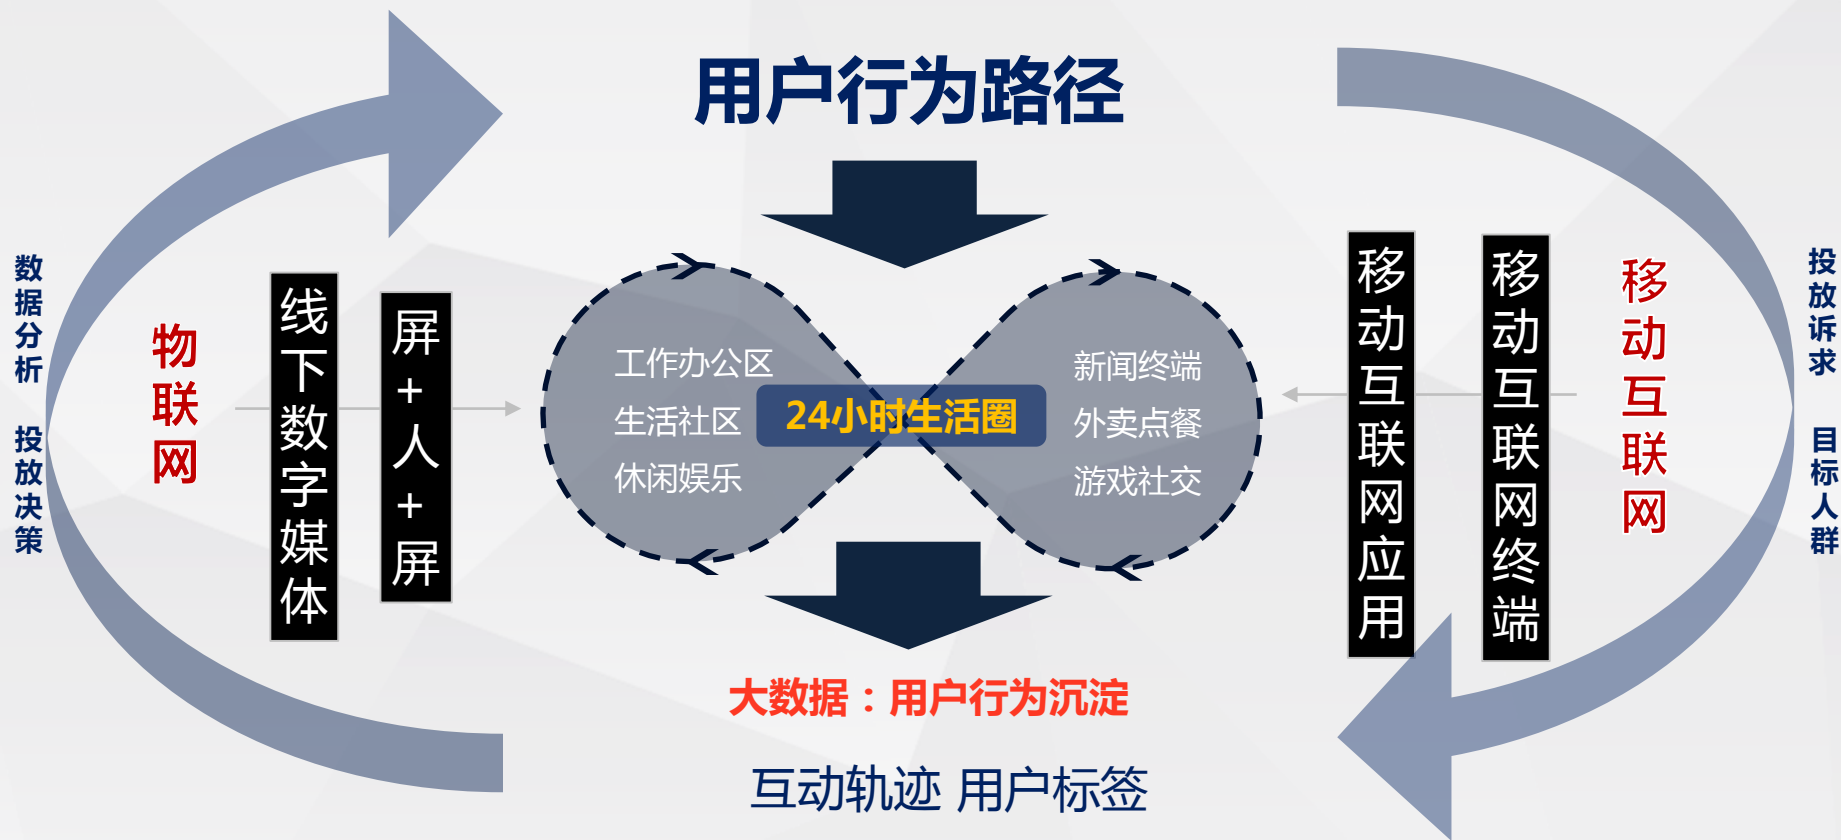 用户行为路径
数据分析
投放决策
物联网
线下数字媒体
屏+人+屏
工作办公区
生活社区
休闲娱乐
24小时生活圈
新闻终端
外卖点餐
游戏社交
移动互联网应用
移动互联网终端
移动互联网
投放诉求
目标人群
大数据：用户行为沉淀
互动轨迹 用户标签